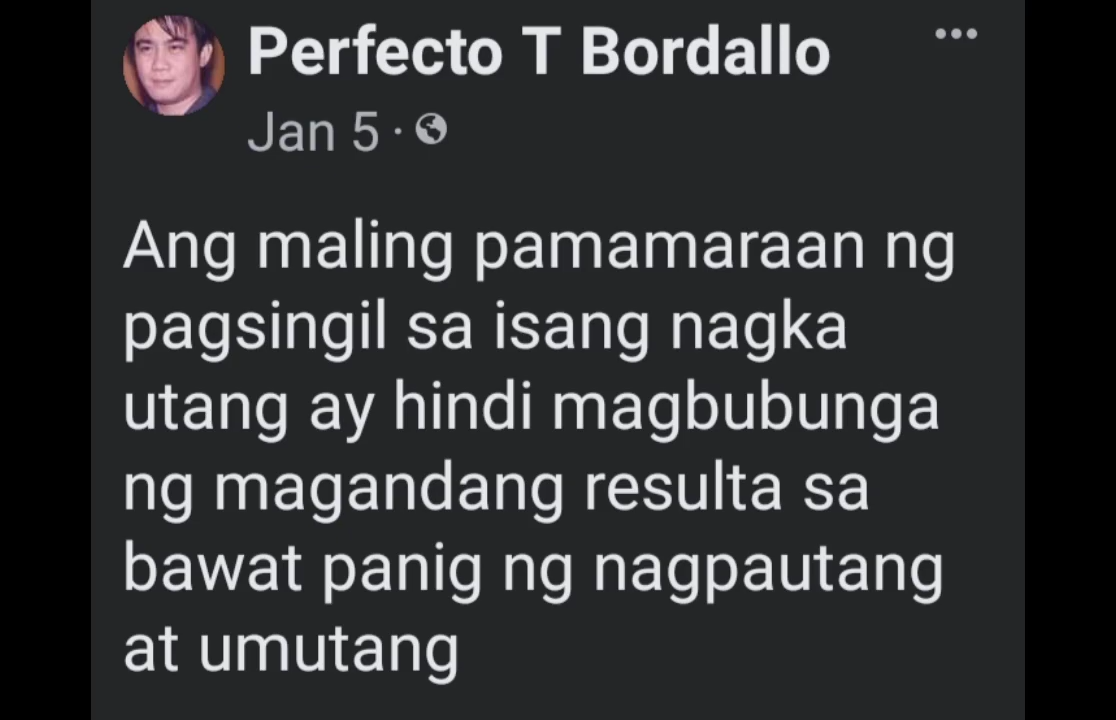 Perfecto T Bordallo
Jan 5 ·
Ang maling pamamaraan ng
pagsingil sa isang nagka
utang ay hindi magbubunga
ng magandang resulta sa
bawat panig ng nagpautang
at umutang